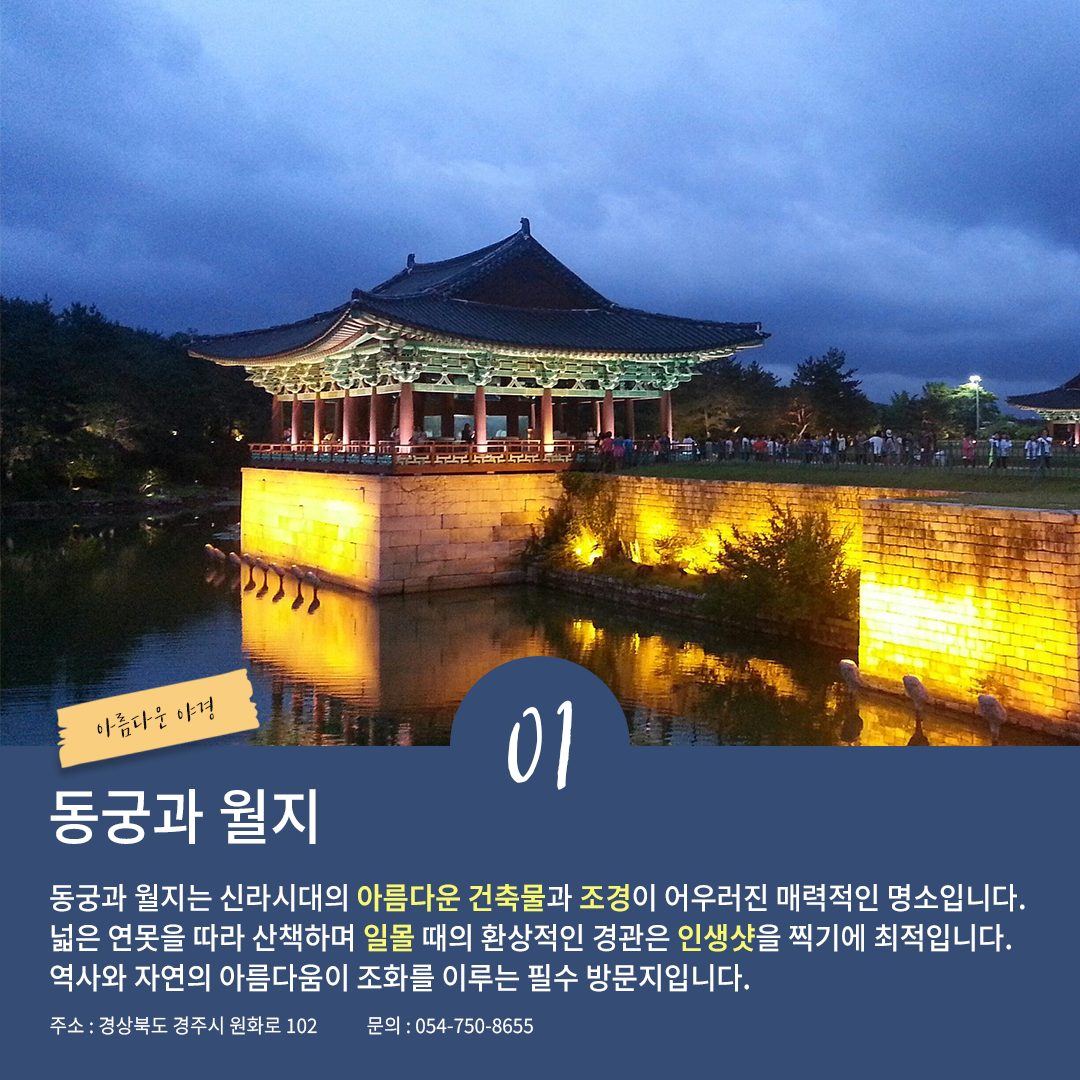 아름다운 야경
01
동궁과 월지
동궁과 월지는 신라시대의 아름다운 건축물과 조경이 어우러진 매력적인 명소입니다.
넓은 연못을 따라 산책하며 일몰 때의 환상적인 경관은 인생샷을 찍기에 최적입니다.
역사와 자연의 아름다움이 조화를 이루는 필수 방문지입니다.
주소 : 경상북도 경주시 원화로 102 문의 : 054-750-8655